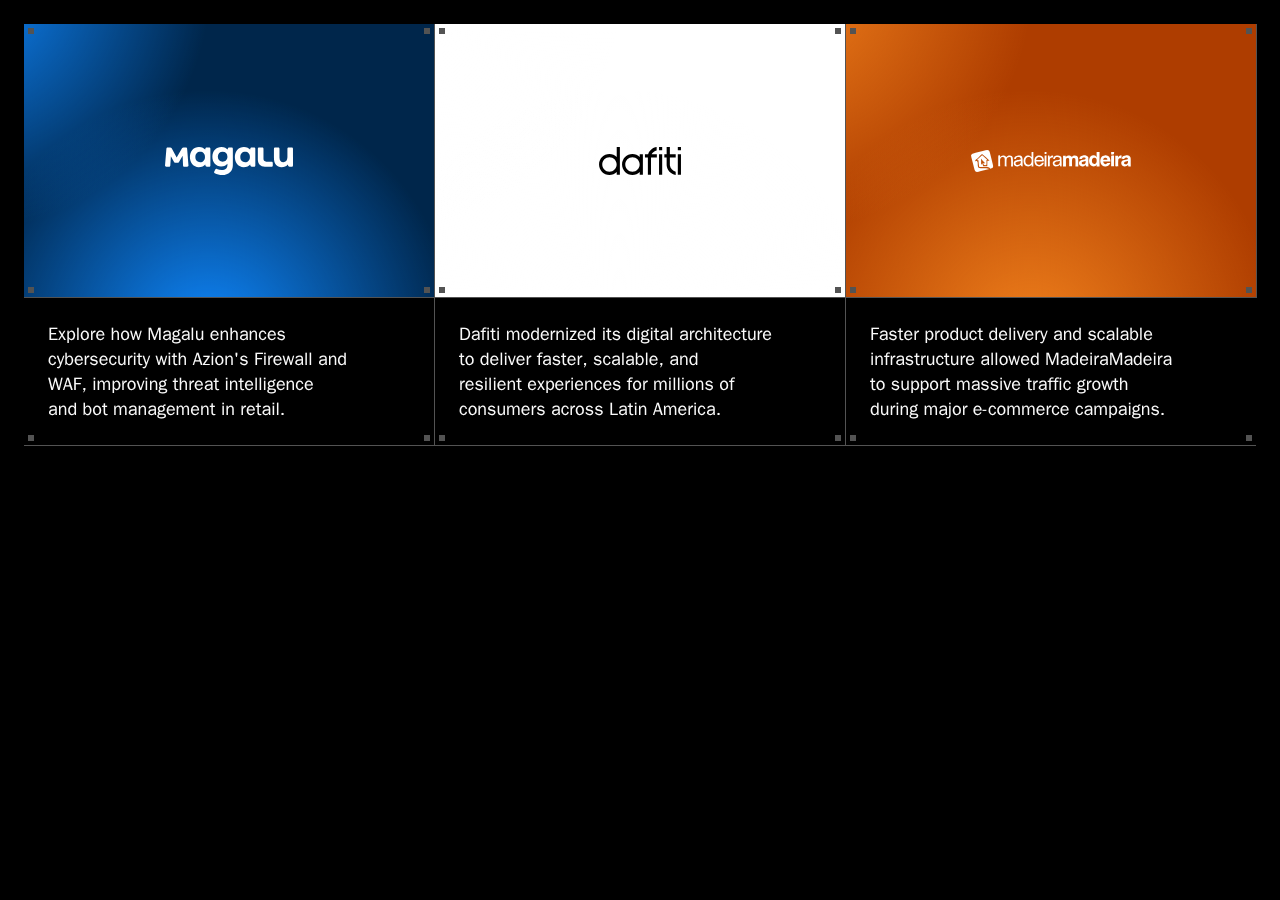 Magalu
dafiti
madeiramadeira
Explore how Magalu enhances
cybersecurity with Azion's Firewall and
WAF, improving threat intelligence
and bot management in retail.
Dafiti modernized its digital architecture
to deliver faster, scalable, and
resilient experiences for millions of
consumers across Latin America.
Faster product delivery and scalable
infrastructure allowed MadeiraMadeira
to support massive traffic growth
during major e-commerce campaigns.